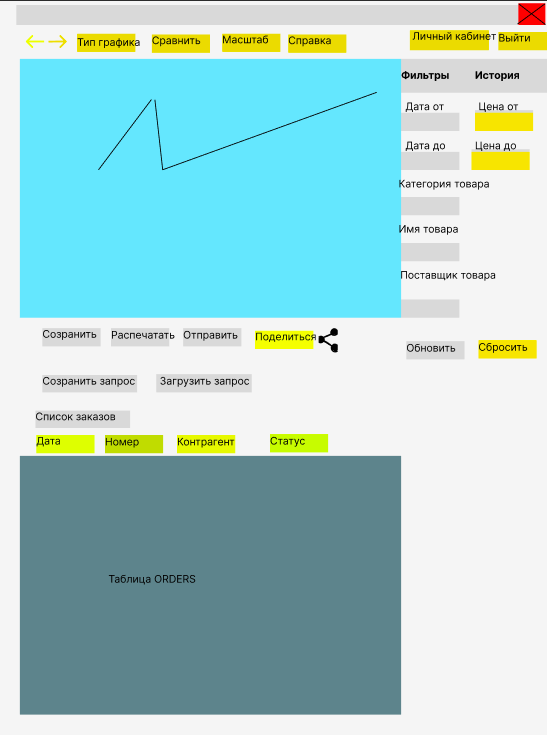 Тип графика Сравнить Масштаб Справка Личный кабинет Выйти
Фильтры История
Дата от Цена от
Дата до Цена до
Категория товара
Имя товара
Поставщик товара
Созранить Распечатать Отправить Поделиться
Обновить Сбросить
Созранить запрос Загрузить запрос
Список заказов
Дата Номер Контрагент Статус
Таблица ORDERS